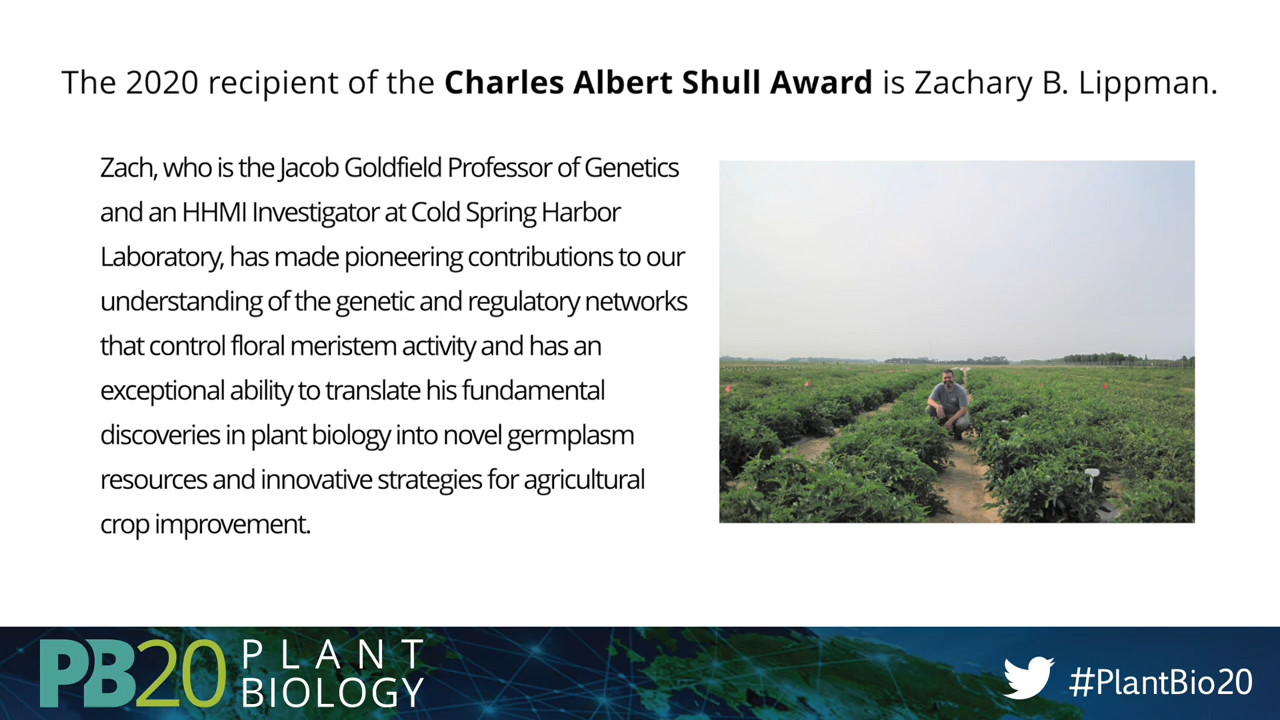 The 2020 recipient of the Charles Albert Shull Award is Zachary B. Lippman.
Zach, who is the Jacob Goldfield Professor of Genetics
and an HHMI Investigator at Cold Spring Harbor
Laboratory, has made pioneering contributions to our
understanding of the genetic and regulatory networks
that control floral meristem activity and has an
exceptional ability to translate his fundamental
discoveries in plant biology into novel germplasm
resources and innovative strategies for agricultural
crop improvement.
PB20
PLANT
BIOLOGY
#PlantBio20